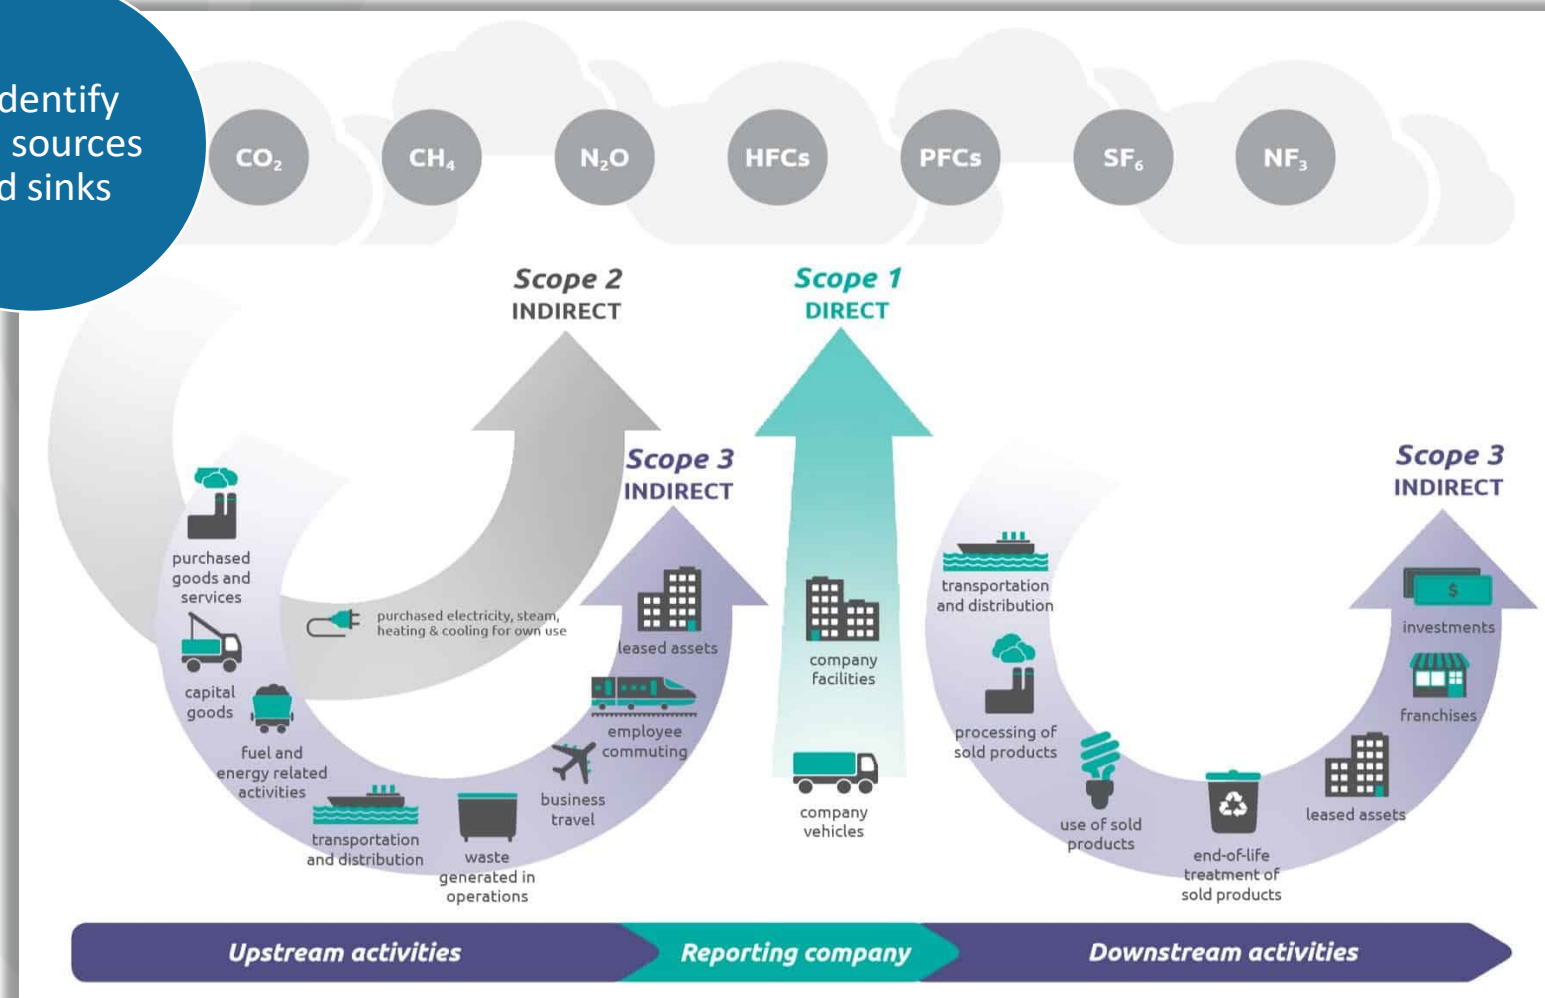 dentify
sources
d sinks
CO₂
CH₄
N₂O
HFCs
PFCs
SF₆
NF₃
Scope 2
INDIRECT
Scope 1
DIRECT
Scope 3
INDIRECT
Scope 3
INDIRECT
purchased
goods and
services
purchased electricity, steam,
heating & cooling for own use
capital
goods
fuel and
energy related
activities
transportation
and distribution
waste
generated in
operations
business
travel
employee
commuting
leased assets
company
facilities
company
vehicles
transportation
and distribution
processing of
sold products
use of sold
products
end-of-life
treatment of
sold products
leased assets
franchises
$
investments
Upstream activities
Reporting company
Downstream activities